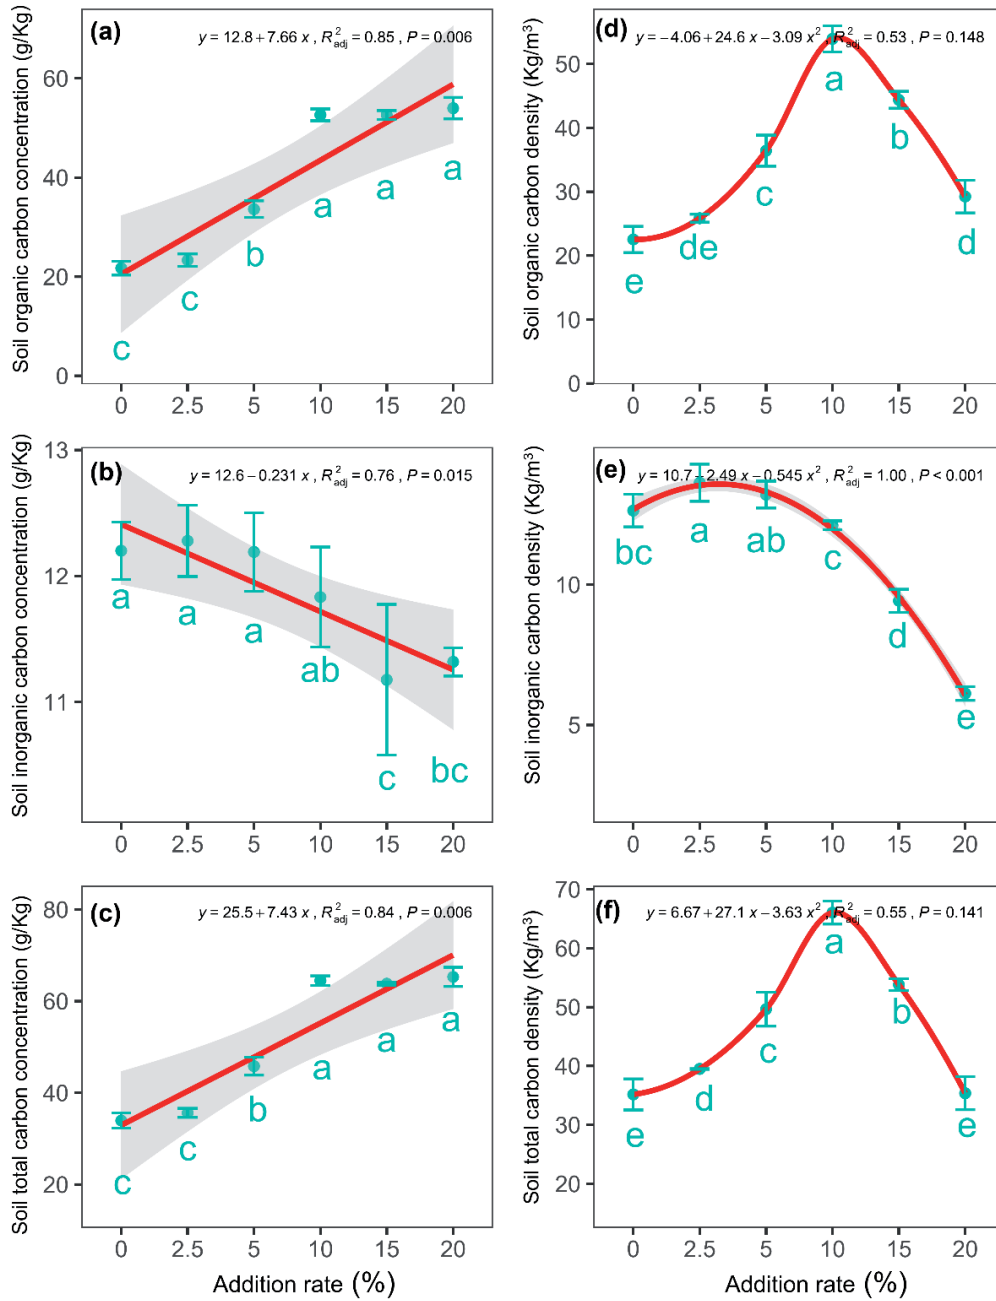 (a)
y = 12.8 + 7.66 x , R²adj = 0.85 , P = 0.006
Soil organic carbon concentration (g/Kg)
60
40
20
0
c
c
b
a
a
a
0 2.5 5 10 15 20
(d)
y = −4.06 + 24.6 x − 3.09 x² , R²adj = 0.53 , P = 0.148
Soil organic carbon density (Kg/m³)
50
40
30
20
10
0
e
de
c
a
b
d
0 2.5 5 10 15 20
(b)
y = 12.6 − 0.231 x , R²adj = 0.76 , P = 0.015
Soil inorganic carbon concentration (g/Kg)
13
12
11
a
a
a
ab
c
bc
0 2.5 5 10 15 20
(e)
y = 10.7 2.49 x − 0.545 x² , R²adj = 1.00 , P < 0.001
Soil inorganic carbon density (Kg/m³)
10
5
bc
a
ab
c
d
e
0 2.5 5 10 15 20
(c)
y = 25.5 + 7.43 x , R²adj = 0.84 , P = 0.006
Soil total carbon concentration (g/Kg)
80
60
40
20
c
c
b
a
a
a
0 2.5 5 10 15 20
Addition rate (%)
(f)
y = 6.67 + 27.1 x − 3.63 x² , R²adj = 0.55 , P = 0.141
Soil total carbon density (Kg/m³)
70
60
50
40
30
20
e
d
c
a
b
e
0 2.5 5 10 15 20
Addition rate (%)